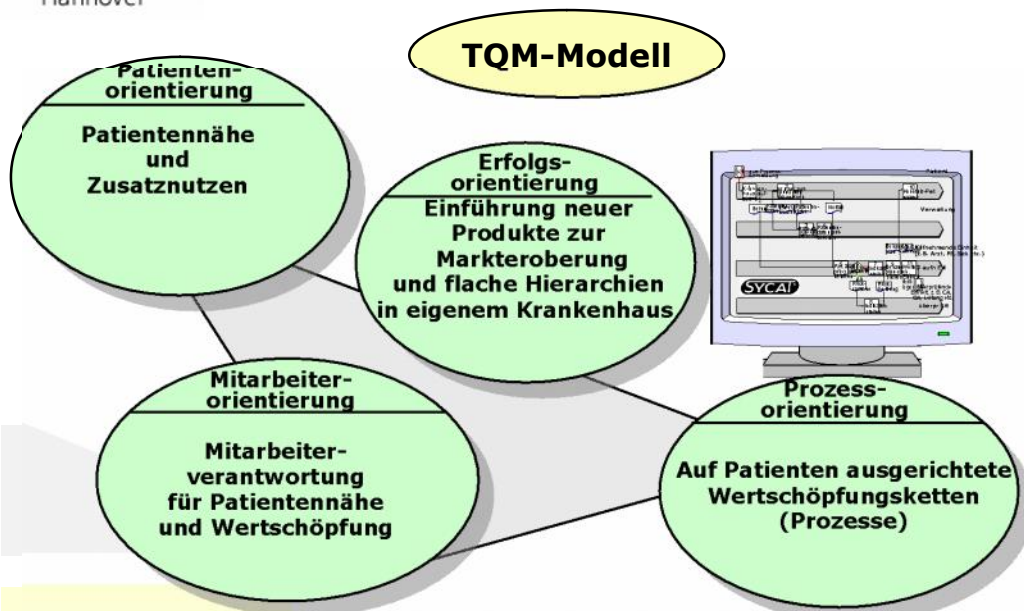 Hannover
TQM-Modell
Patienten-
orientierung
Patientennähe
und
Zusatznutzen
Erfolgs-
orientierung
Einführung neuer
Produkte zur
Markteroberung
und flache Hierarchien
in eigenem Krankenhaus
Verwaltung
SYCAT
Mitarbeiter-
orientierung
Mitarbeiter-
verantwortung
für Patientennähe
und Wertschöpfung
Prozess-
orientierung
Auf Patienten ausgerichtete
Wertschöpfungsketten
(Prozesse)